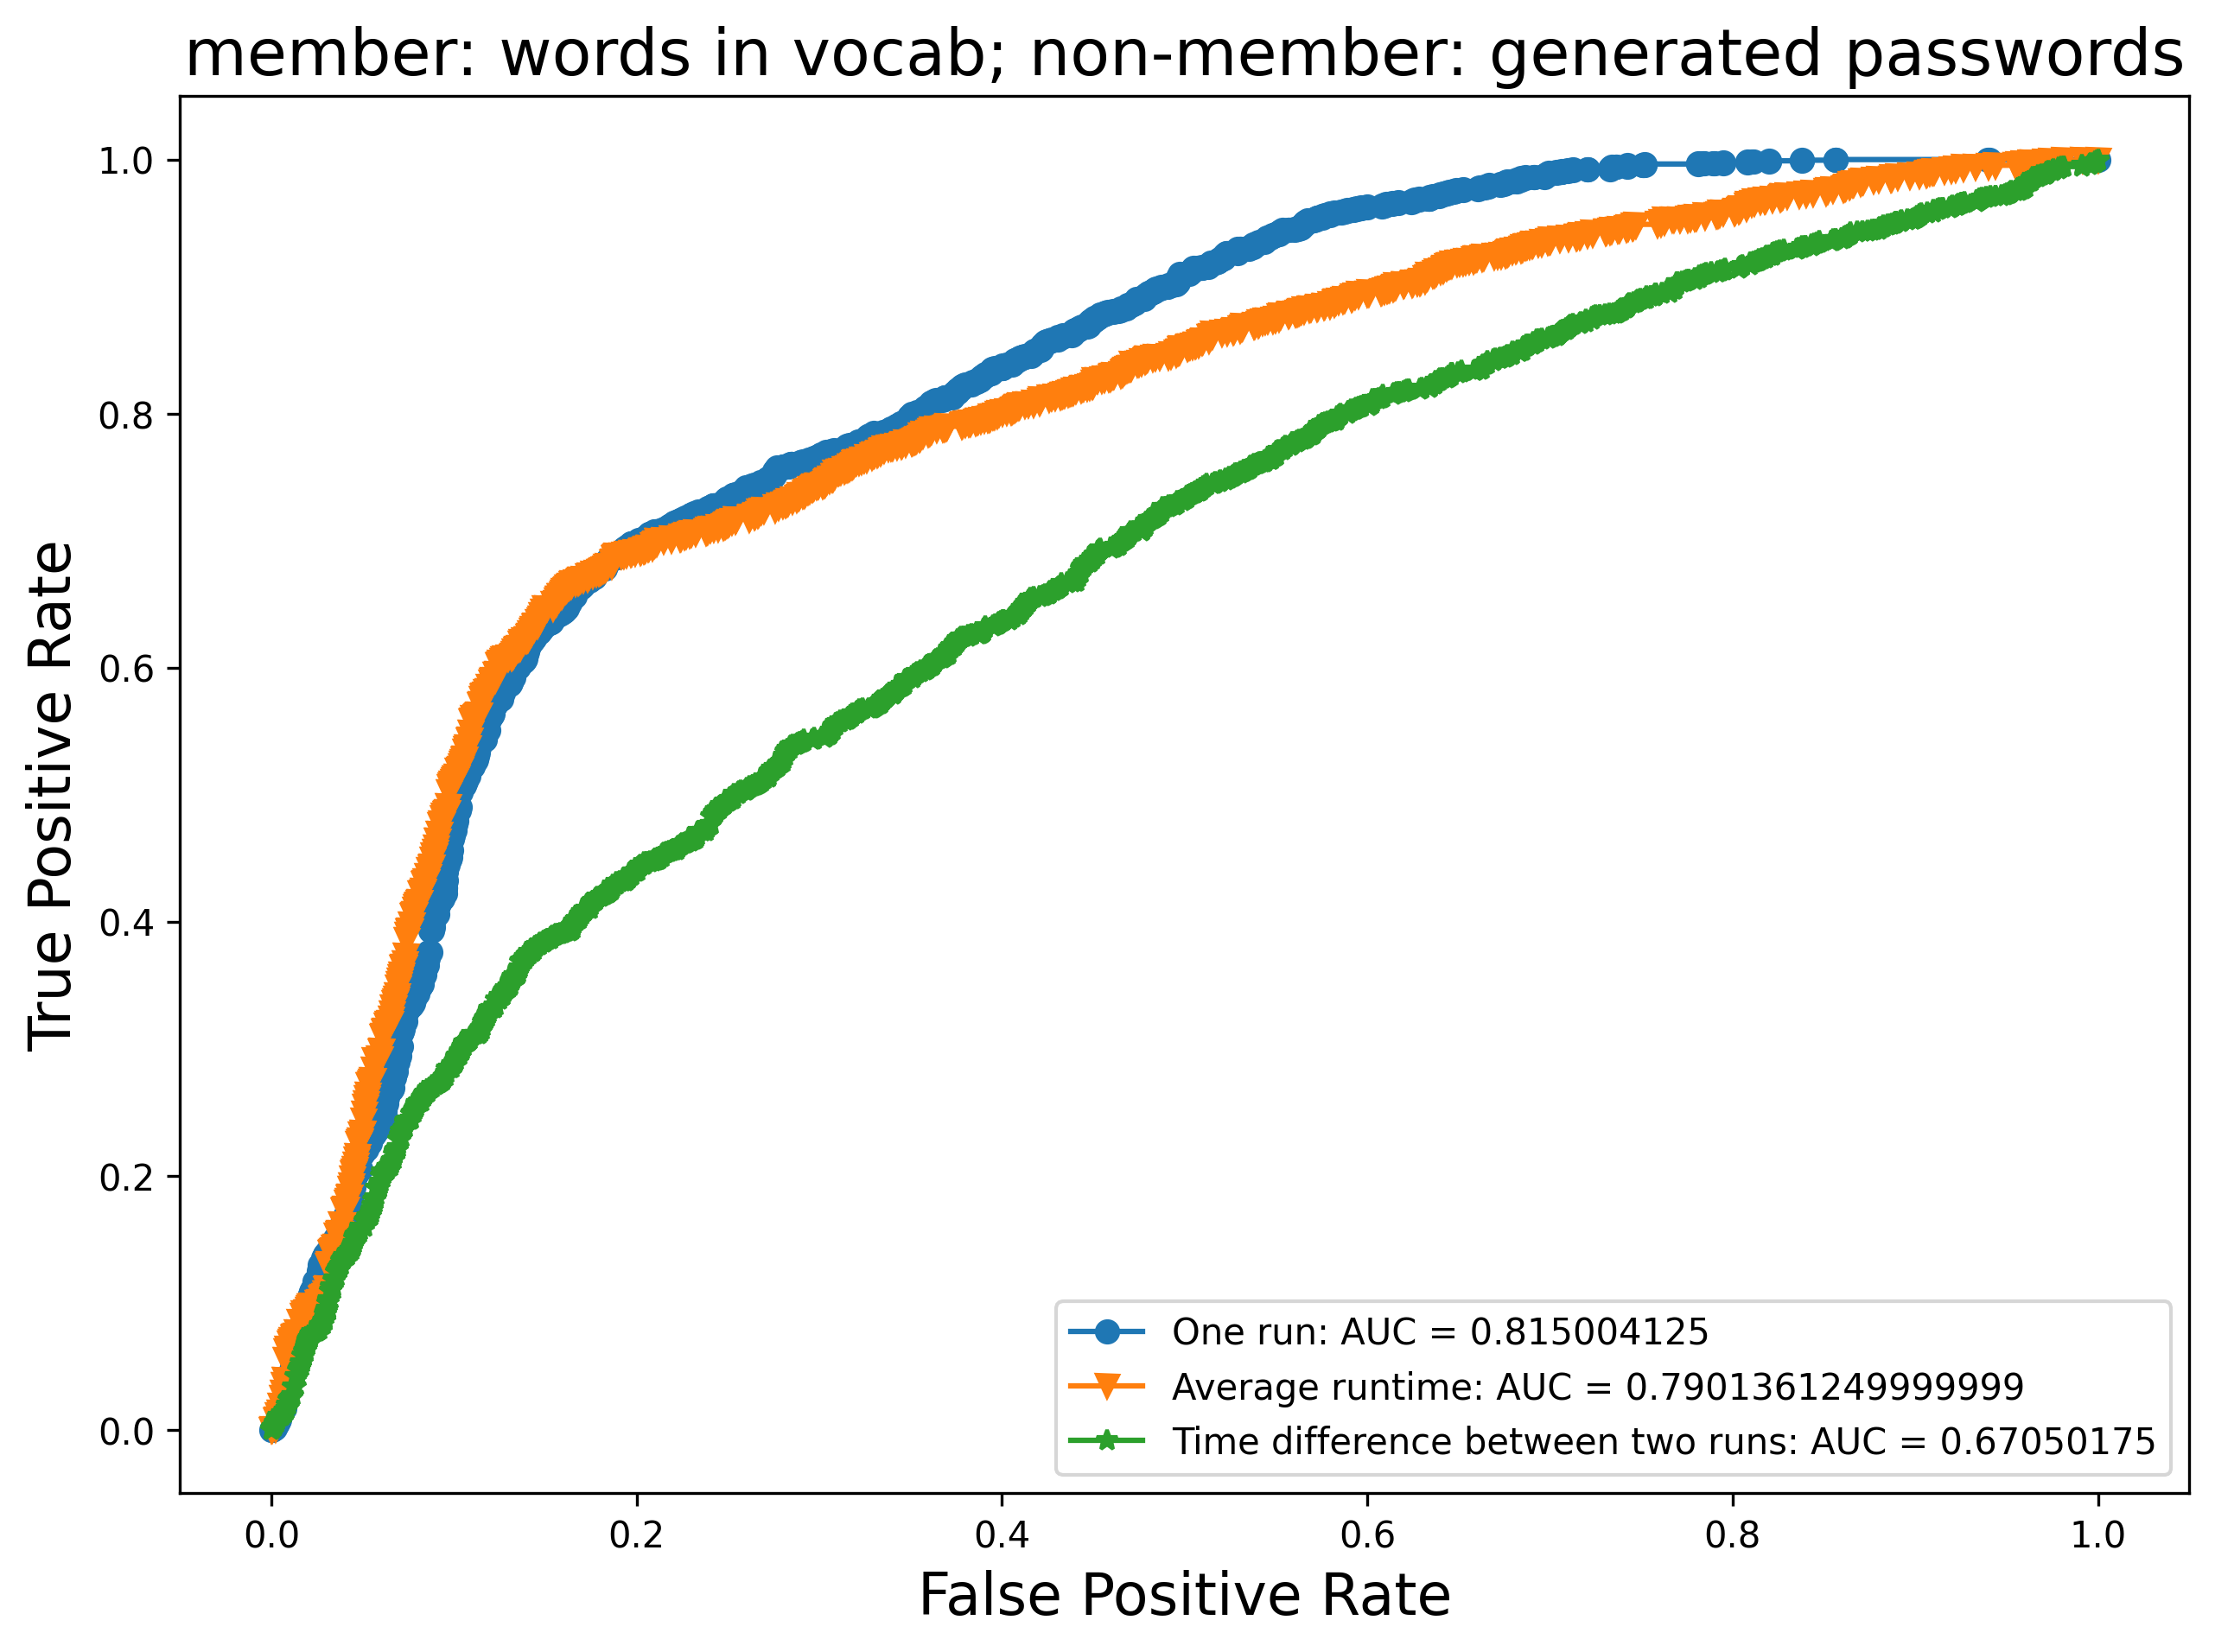 member: words in vocab; non-member: generated passwords
True Positive Rate
1.0
0.8
0.6
0.4
0.2
0.0
One run: AUC = 0.815004125
Average runtime: AUC = 0.7901361249999999
Time difference between two runs: AUC = 0.67050175
0.0 0.2 0.4 0.6 0.8 1.0
False Positive Rate